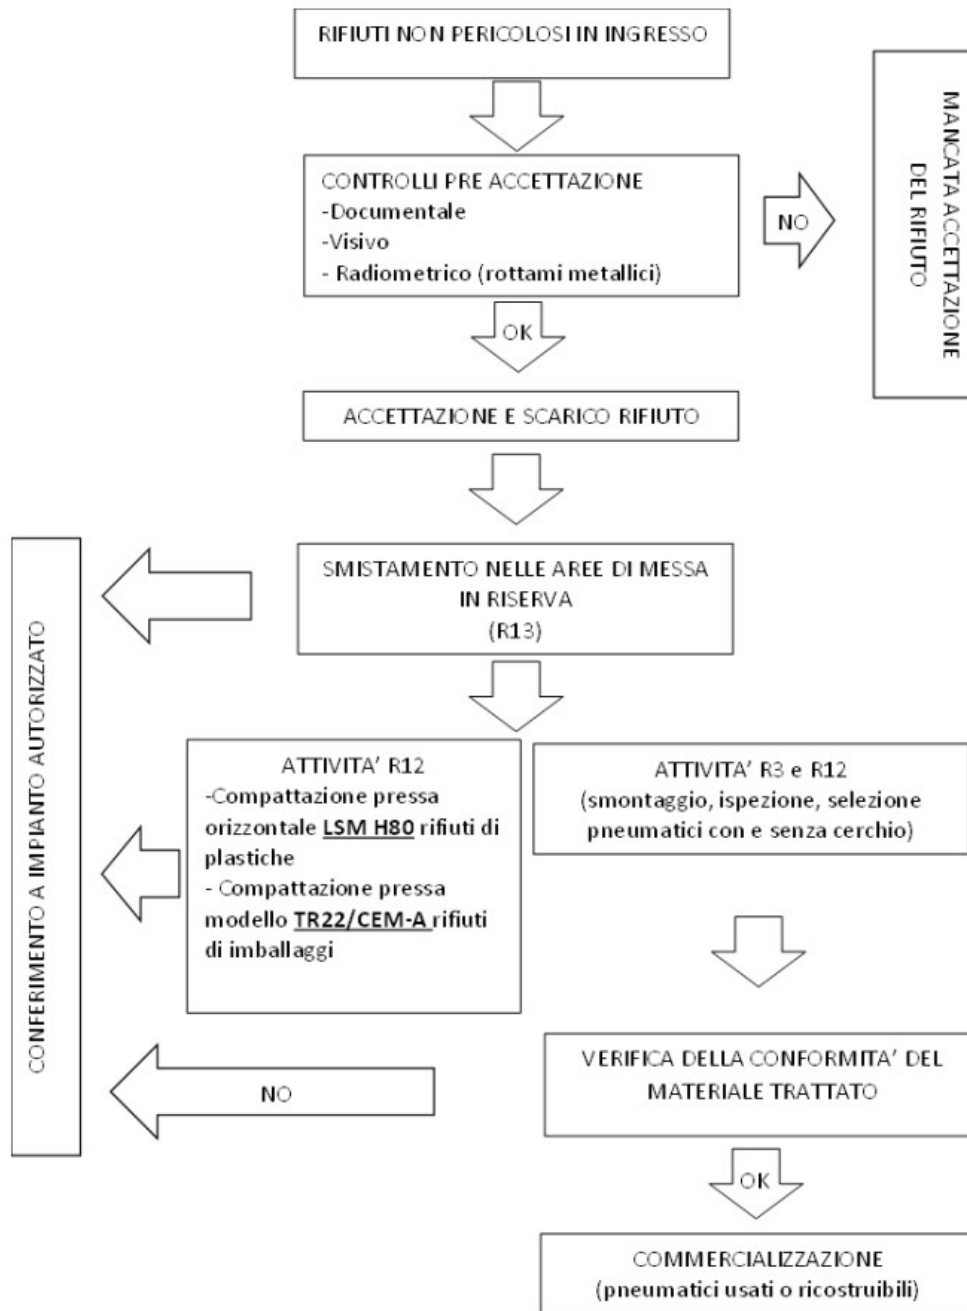 RIFIUTI NON PERICOLOSI IN INGRESSO
CONTROLLI PRE ACCETTAZIONE
-Documentale
-Visivo
- Radiometrico (rottami metallici)
NO
MANCATA ACCETTAZIONE
DEL RIFIUTO
OK
ACCETTAZIONE E SCARICO RIFIUTO
SMISTAMENTO NELLE AREE DI MESSA
IN RISERVA
(R13)
CONFERIMENTO A IMPIANTO AUTORIZZATO
ATTIVITA’ R12
-Compattazione pressa
orizzontale LSM H80 rifiuti di
plastiche
- Compattazione pressa
modello TR22/CEM-A rifiuti
di imballaggi
ATTIVITA’ R3 e R12
(smontaggio, ispezione, selezione
pneumatici con e senza cerchio)
VERIFICA DELLA CONFORMITA’ DEL
MATERIALE TRATTATO
NO
OK
COMMERCIALIZZAZIONE
(pneumatici usati o ricostruibili)